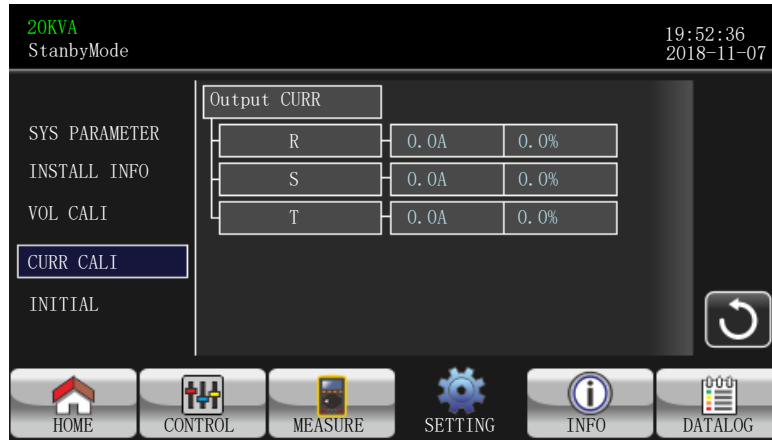 20KVA
StanbyMode
19:52:36
2018-11-07
SYS PARAMETER
INSTALL INFO
VOL CALI
CURR CALI
INITIAL
Output CURR
R 0.0A 0.0%
S 0.0A 0.0%
T 0.0A 0.0%
HOME CONTROL MEASURE SETTING INFO DATALOG